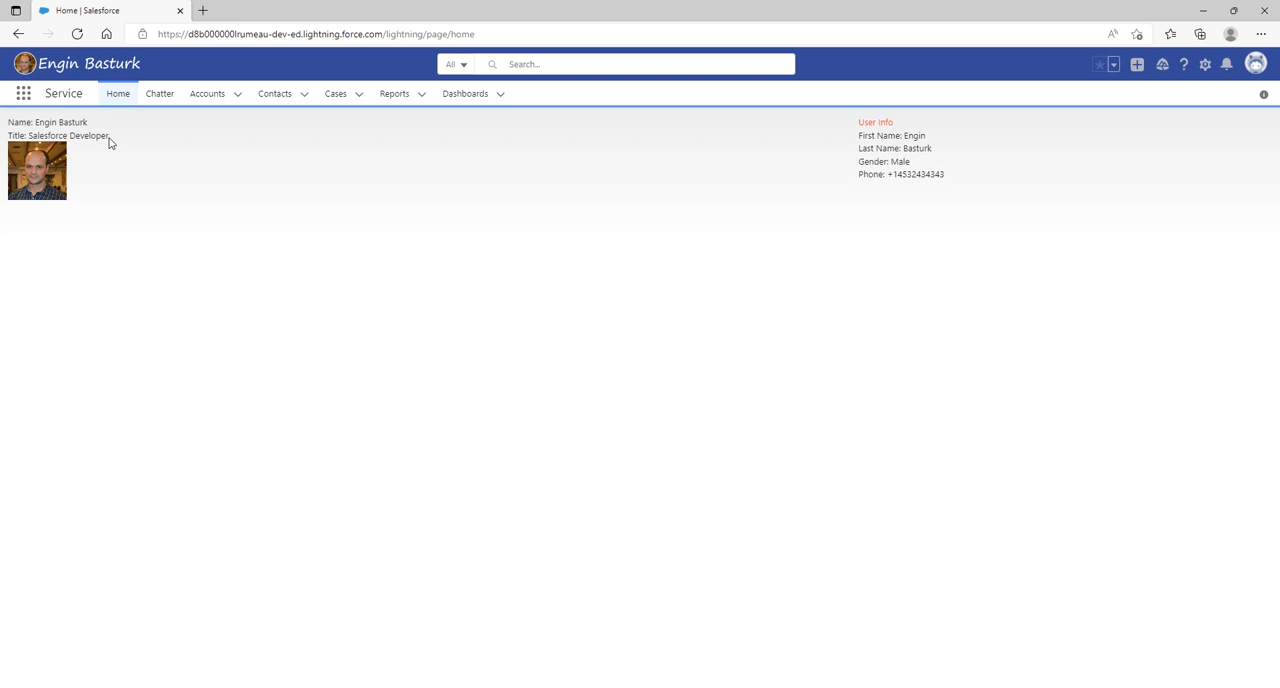 Home | Salesforce
https://d8b000000lrumeau-dev-ed.lightning.force.com/lightning/page/home
Engin Basturk
All
Search...
Service
Home
Chatter
Accounts
Contacts
Cases
Reports
Dashboards
Name: Engin Basturk
Title: Salesforce Developer
User Info
First Name: Engin
Last Name: Basturk
Gender: Male
Phone: +14532434343